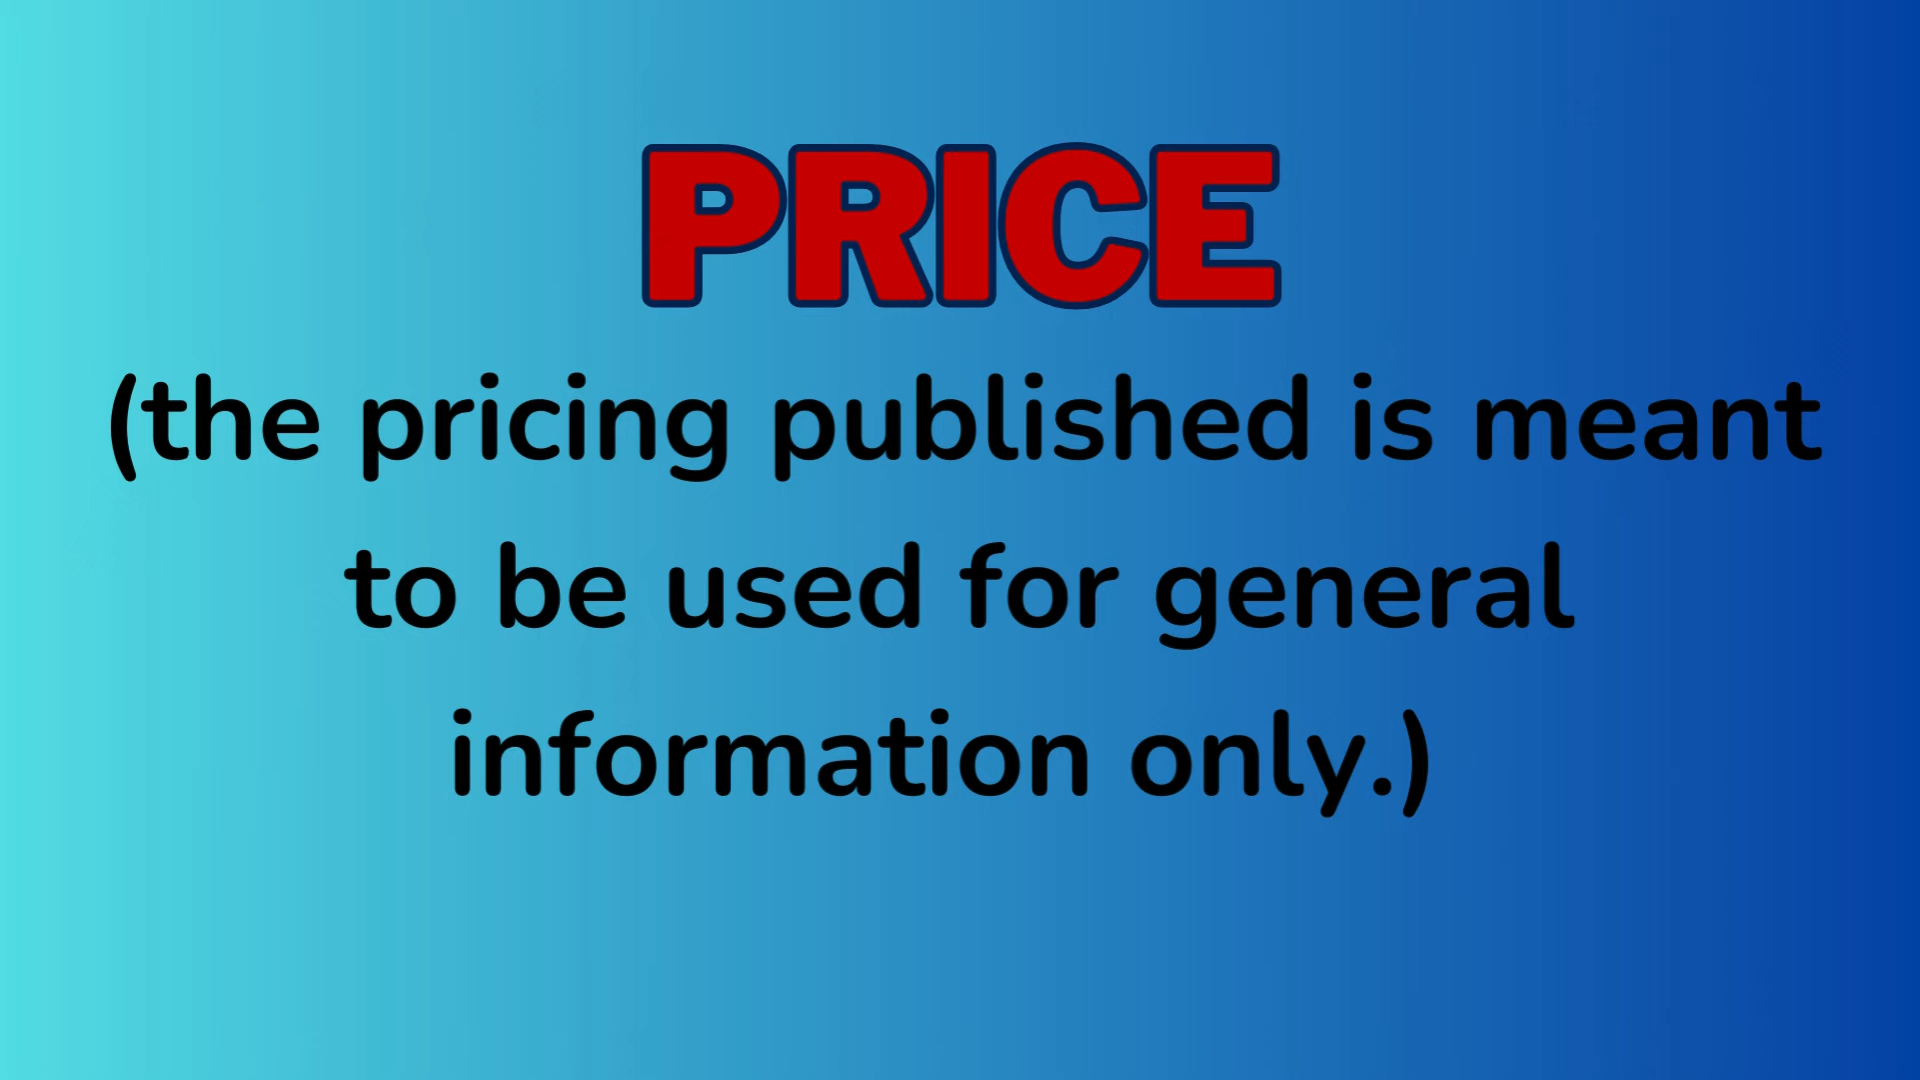 PRICE
(the pricing published is meant
to be used for general
information only.)